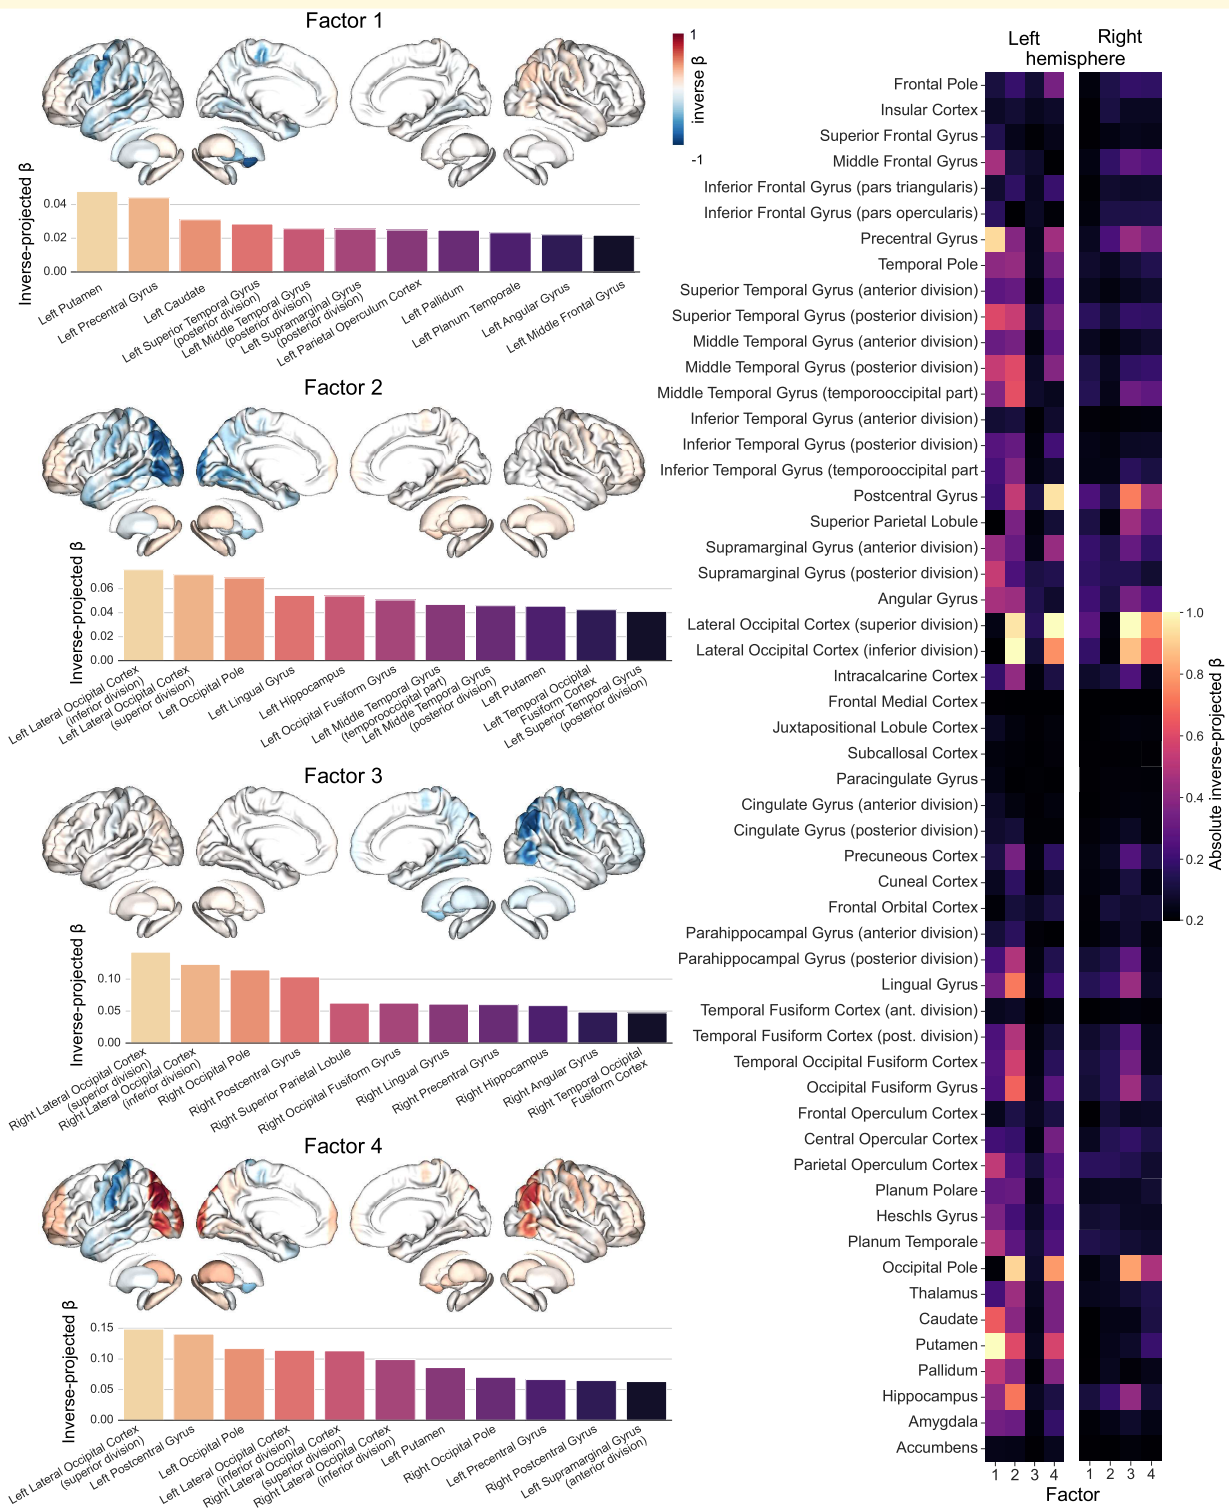 Factor 1
1
inverse β
-1
Inverse-projected β
0.04
0.02
0.00
Left Putamen
Left Precentral Gyrus
Left Caudate
Left Superior Temporal Gyrus
(posterior division)
Left Middle Temporal Gyrus
(posterior division)
Left Supramarginal Gyrus
(posterior division)
Left Parietal Operculum Cortex
Left Pallidum
Left Planum Temporale
Left Angular Gyrus
Left Middle Frontal Gyrus
Factor 2
Inverse-projected β
0.06
0.04
0.02
0.00
Left Lateral Occipital Cortex
(inferior division)
Left Lateral Occipital Cortex
(superior division)
Left Occipital Pole
Left Lingual Gyrus
Left Hippocampus
Left Occipital Fusiform Gyrus
Left Middle Temporal Gyrus
(temporooccipital part)
Left Middle Temporal Gyrus
(posterior division)
Left Putamen
Left Temporal Occipital
Fusiform Cortex
Left Superior Temporal Gyrus
(posterior division)
Factor 3
Inverse-projected β
0.10
0.05
0.00
Right Lateral Occipital Cortex
(superior division)
Right Lateral Occipital Cortex
(inferior division)
Right Occipital Pole
Right Postcentral Gyrus
Right Superior Parietal Lobule
Right Occipital Fusiform Gyrus
Right Lingual Gyrus
Right Precentral Gyrus
Right Hippocampus
Right Angular Gyrus
Right Temporal Occipital
Fusiform Cortex
Factor 4
Inverse-projected β
0.15
0.10
0.05
0.00
Left Lateral Occipital Cortex
(superior division)
Left Postcentral Gyrus
Left Occipital Pole
Left Lateral Occipital Cortex
(inferior division)
Right Lateral Occipital Cortex
(superior division)
Right Lateral Occipital Cortex
(inferior division)
Left Putamen
Right Occipital Pole
Left Precentral Gyrus
Right Postcentral Gyrus
Left Supramarginal Gyrus
(anterior division)
Left Right
hemisphere
Frontal Pole
Insular Cortex
Superior Frontal Gyrus
Middle Frontal Gyrus
Inferior Frontal Gyrus (pars triangularis)
Inferior Frontal Gyrus (pars opercularis)
Precentral Gyrus
Temporal Pole
Superior Temporal Gyrus (anterior division)
Superior Temporal Gyrus (posterior division)
Middle Temporal Gyrus (anterior division)
Middle Temporal Gyrus (posterior division)
Middle Temporal Gyrus (temporooccipital part)
Inferior Temporal Gyrus (anterior division)
Inferior Temporal Gyrus (posterior division)
Inferior Temporal Gyrus (temporooccipital part
Postcentral Gyrus
Superior Parietal Lobule
Supramarginal Gyrus (anterior division)
Supramarginal Gyrus (posterior division)
Angular Gyrus
Lateral Occipital Cortex (superior division)
Lateral Occipital Cortex (inferior division)
Intracalcarine Cortex
Frontal Medial Cortex
Juxtapositional Lobule Cortex
Subcallosal Cortex
Paracingulate Gyrus
Cingulate Gyrus (anterior division)
Cingulate Gyrus (posterior division)
Precuneous Cortex
Cuneal Cortex
Frontal Orbital Cortex
Parahippocampal Gyrus (anterior division)
Parahippocampal Gyrus (posterior division)
Lingual Gyrus
Temporal Fusiform Cortex (ant. division)
Temporal Fusiform Cortex (post. division)
Temporal Occipital Fusiform Cortex
Occipital Fusiform Gyrus
Frontal Operculum Cortex
Central Opercular Cortex
Parietal Operculum Cortex
Planum Polare
Heschls Gyrus
Planum Temporale
Occipital Pole
Thalamus
Caudate
Putamen
Pallidum
Hippocampus
Amygdala
Accumbens
1 2 3 4 1 2 3 4
Factor
1.0
0.8
0.6
0.4
0.2
0.2
Absolute inverse-projected β